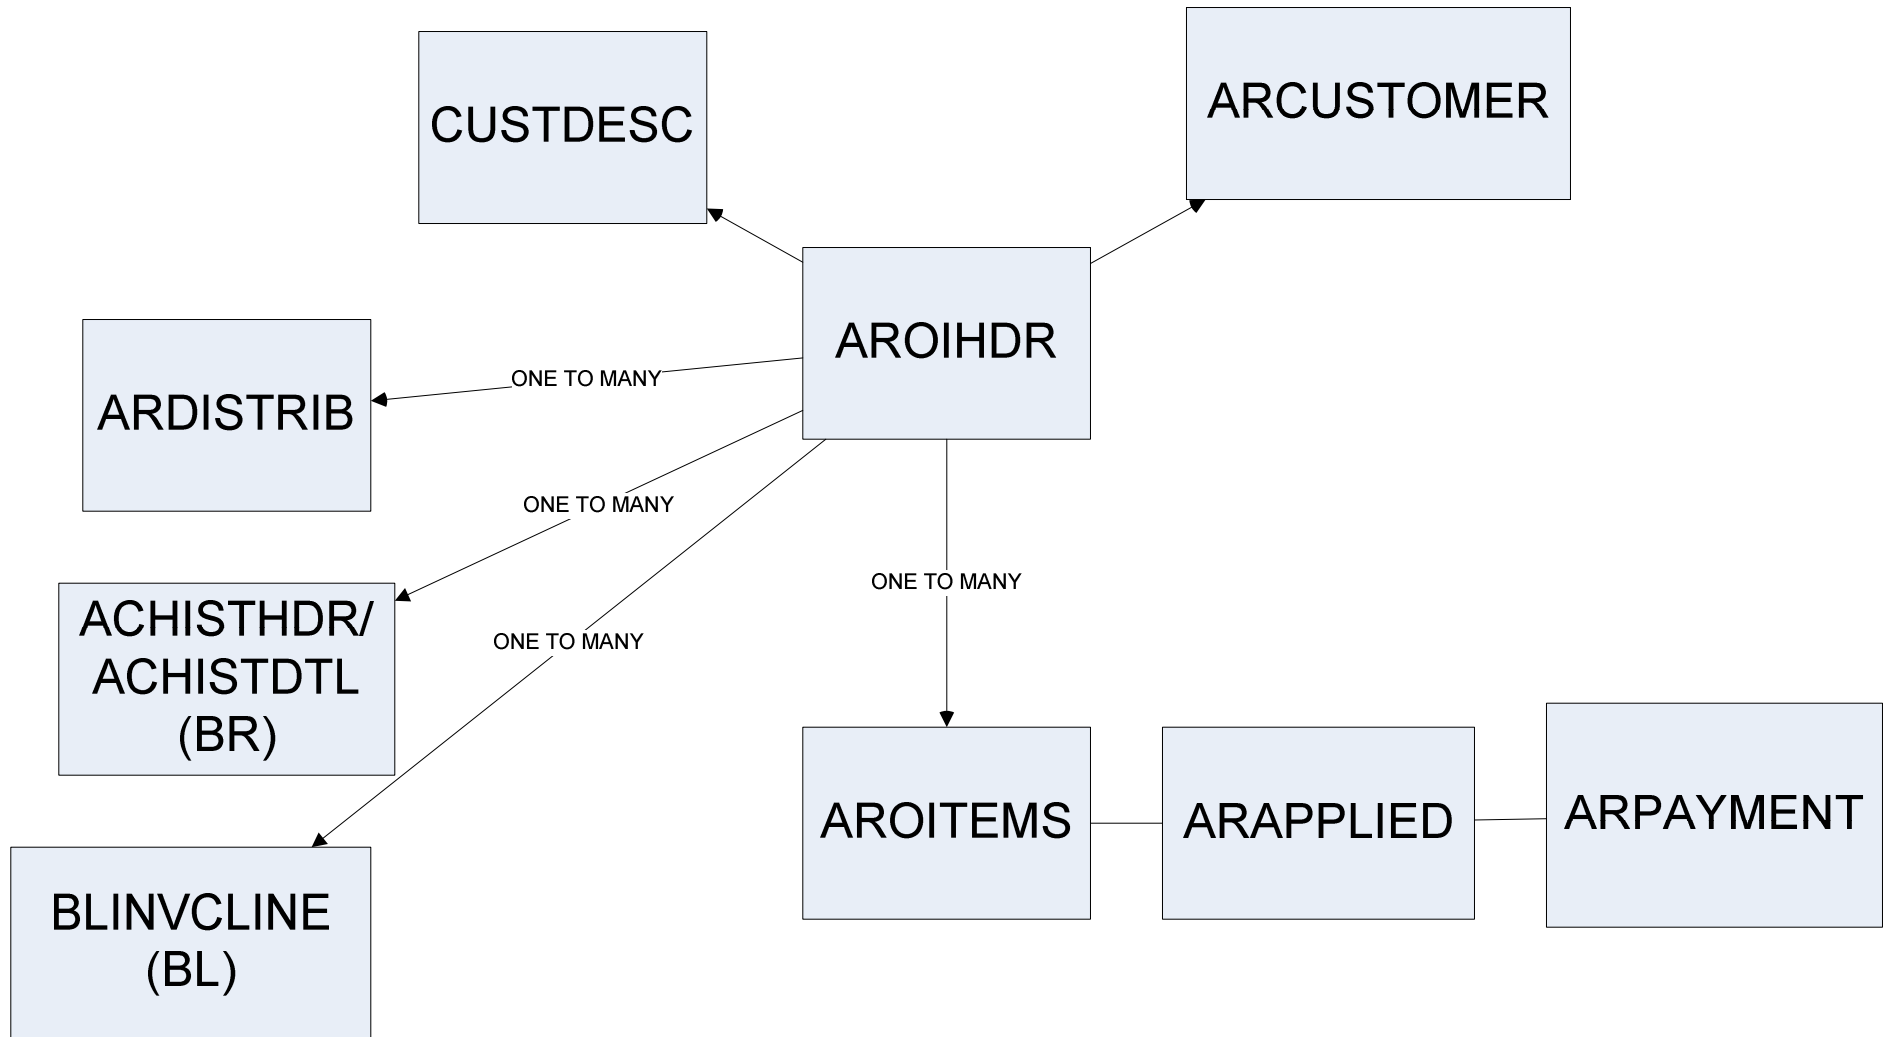 ARCUSTOMER
CUSTDESC
AROIHDR
ONE TO MANY
ARDISTRIB
ONE TO MANY
ONE TO MANY
ACHISTHDR/
ACHISTDTL
(BR)
ONE TO MANY
AROITEMS
ARAPPLIED
ARPAYMENT
BLINVCLINE
(BL)